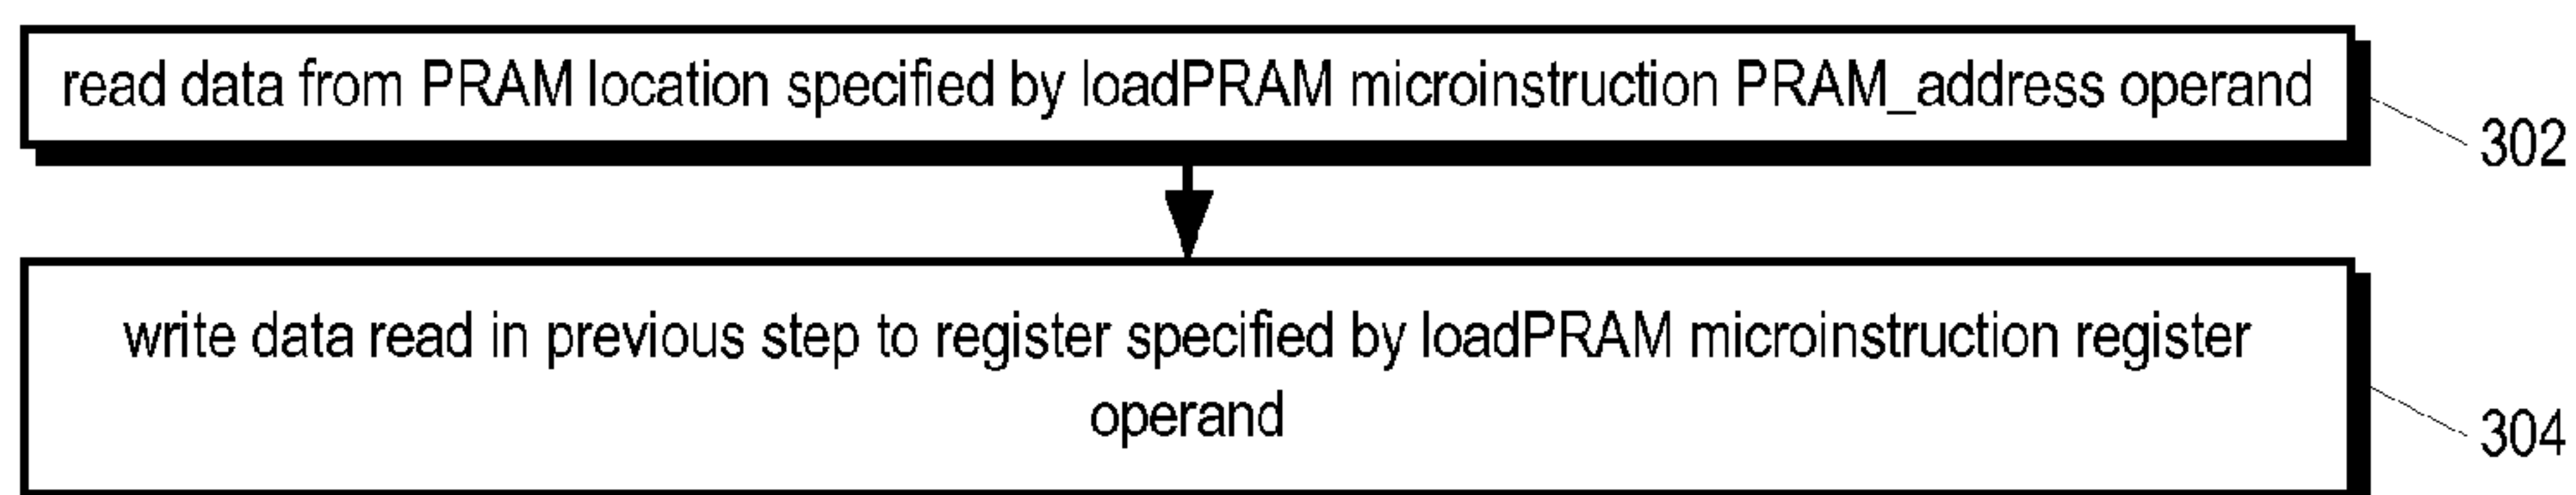 read data from PRAM location specified by loadPRAM microinstruction PRAM_address operand
302
write data read in previous step to register specified by loadPRAM microinstruction register
operand
304